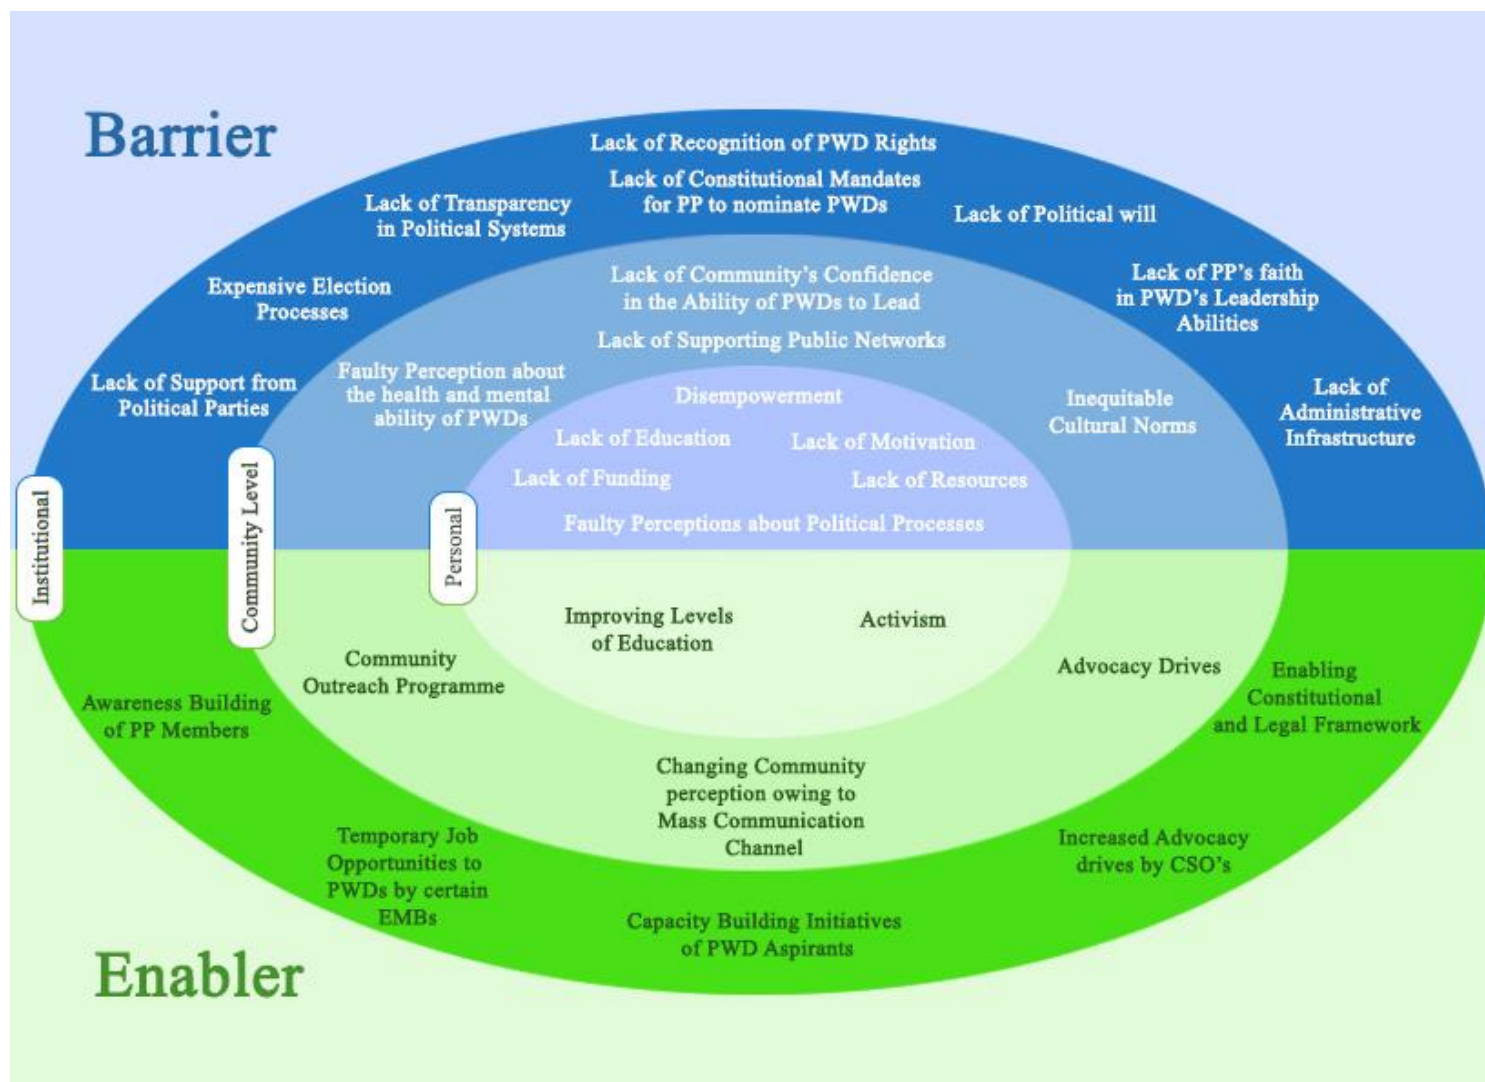 Barrier
Lack of Recognition of PWD Rights
Lack of Constitutional Mandates
for PP to nominate PWDs
Lack of Transparency
in Political Systems
Lack of Political will
Expensive Election
Processes
Lack of PP's faith
in PWD's Leadership
Abilities
Lack of Support from
Political Parties
Lack of
Administrative
Infrastructure
Lack of Community's Confidence
in the Ability of PWDs to Lead
Lack of Supporting Public Networks
Faulty Perception about
the health and mental
ability of PWDs
Inequitable
Cultural Norms
Disempowerment
Lack of Education
Lack of Motivation
Lack of Funding
Lack of Resources
Faulty Perceptions about Political Processes
Institutional
Community Level
Personal
Improving Levels
of Education
Activism
Community
Outreach Programme
Advocacy Drives
Changing Community
perception owing to
Mass Communication
Channel
Awareness Building
of PP Members
Enabling
Constitutional
and Legal Framework
Temporary Job
Opportunities to
PWDs by certain
EMBs
Increased Advocacy
drives by CSO's
Capacity Building Initiatives
of PWD Aspirants
Enabler